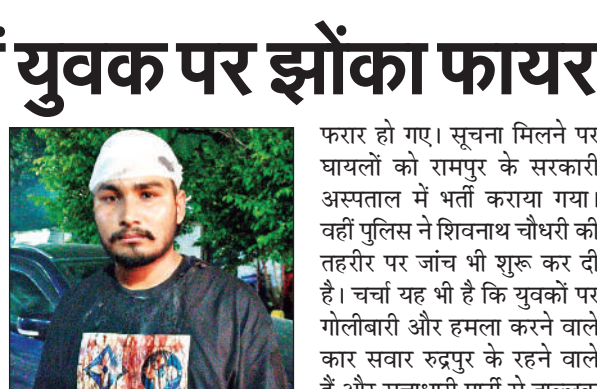 युवक पर झोंका फायर
फरार हो गए। सूचना मिलने पर
घायलों को रामपुर के सरकारी
अस्पताल में भर्ती कराया गया।
वहीं पुलिस ने शिवनाथ चौधरी की
तहरीर पर जांच भी शुरू कर दी
है। चर्चा यह भी है कि युवकों पर
गोलीबारी और हमला करने वाले
कार सवार रुद्रपुर के रहने वाले